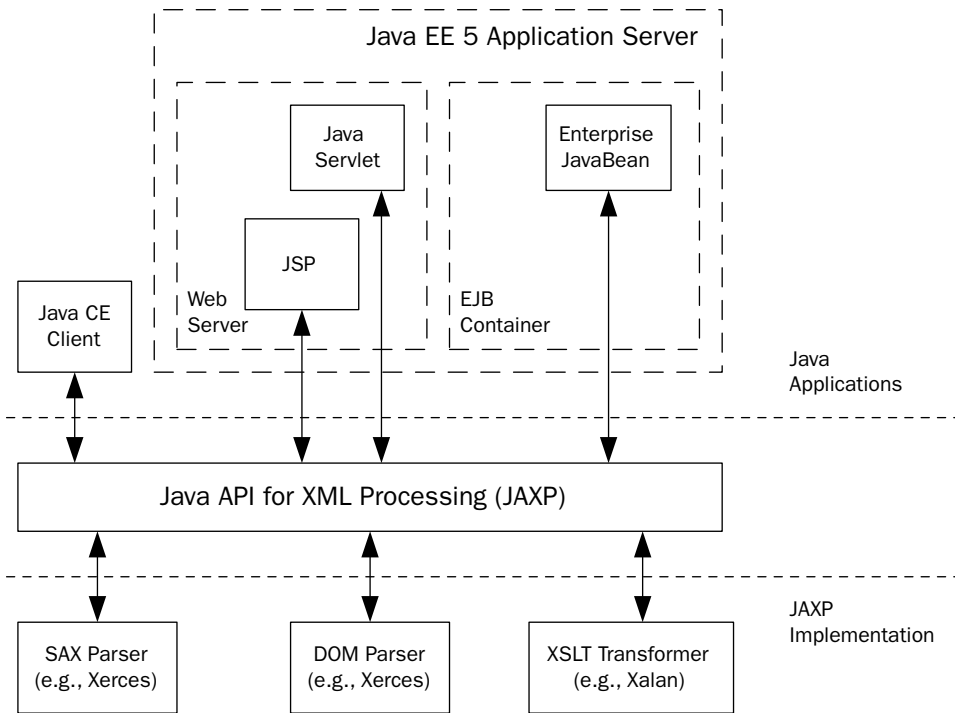 Java EE 5 Application Server
Java
Servlet
Enterprise
JavaBean
JSP
Web
Server
EJB
Container
Java CE
Client
Java
Applications
Java API for XML Processing (JAXP)
JAXP
Implementation
SAX Parser
(e.g., Xerces)
DOM Parser
(e.g., Xerces)
XSLT Transformer
(e.g., Xalan)